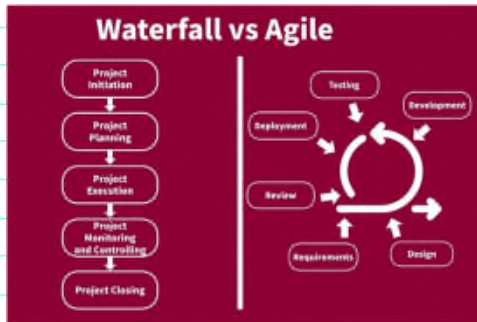 Waterfall vs Agile
Project
Initiation
Project
Planning
Project
Execution
Project
Monitoring
and Controlling
Project Closing
Testing
Development
Deployment
Review
Requirements
Design